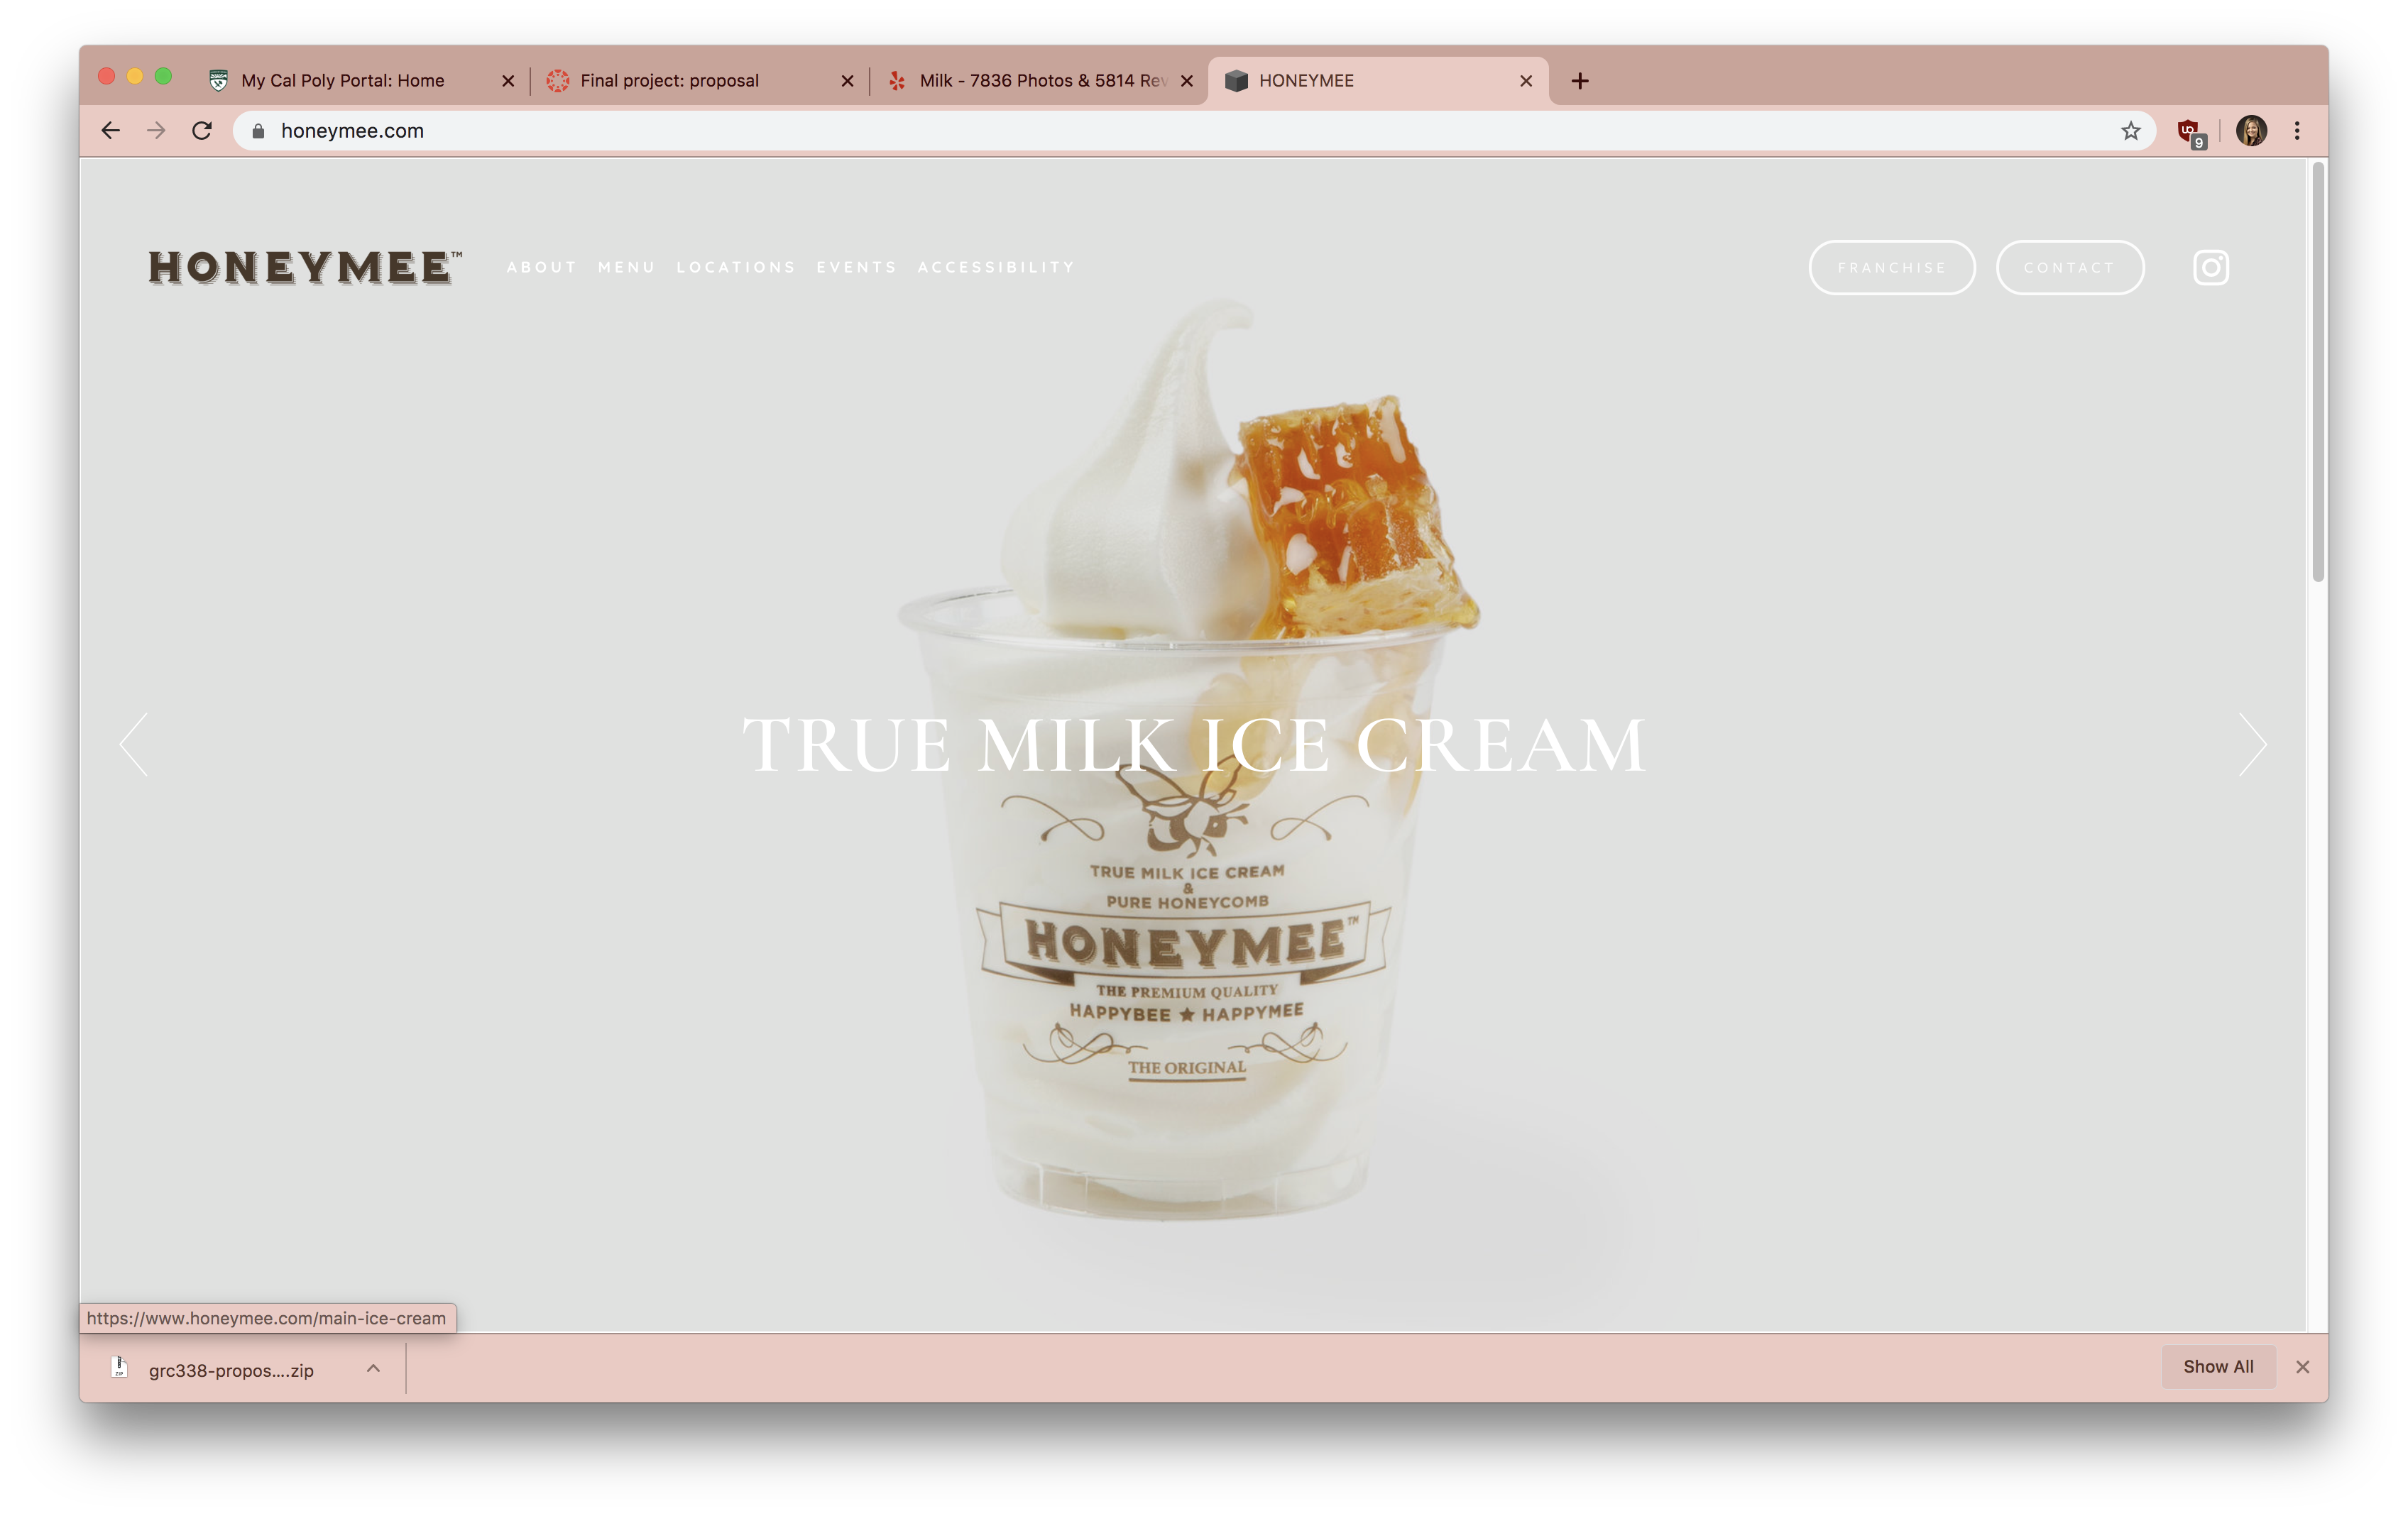 My Cal Poly Portal: Home
Final project: proposal
Milk - 7836 Photos & 5814 Rev
HONEYMEE
honeymee.com
9
HONEYMEE™
ABOUT MENU LOCATIONS EVENTS ACCESSIBILITY
FRANCHISE
CONTACT
TRUE MILK ICE CREAM
TRUE MILK ICE CREAM
&
PURE HONEYCOMB
HONEYMEE™
THE PREMIUM QUALITY
HAPPYBEE ★ HAPPYMEE
THE ORIGINAL
https://www.honeymee.com/main-ice-cream
ZIP
grc338-propos....zip
Show All